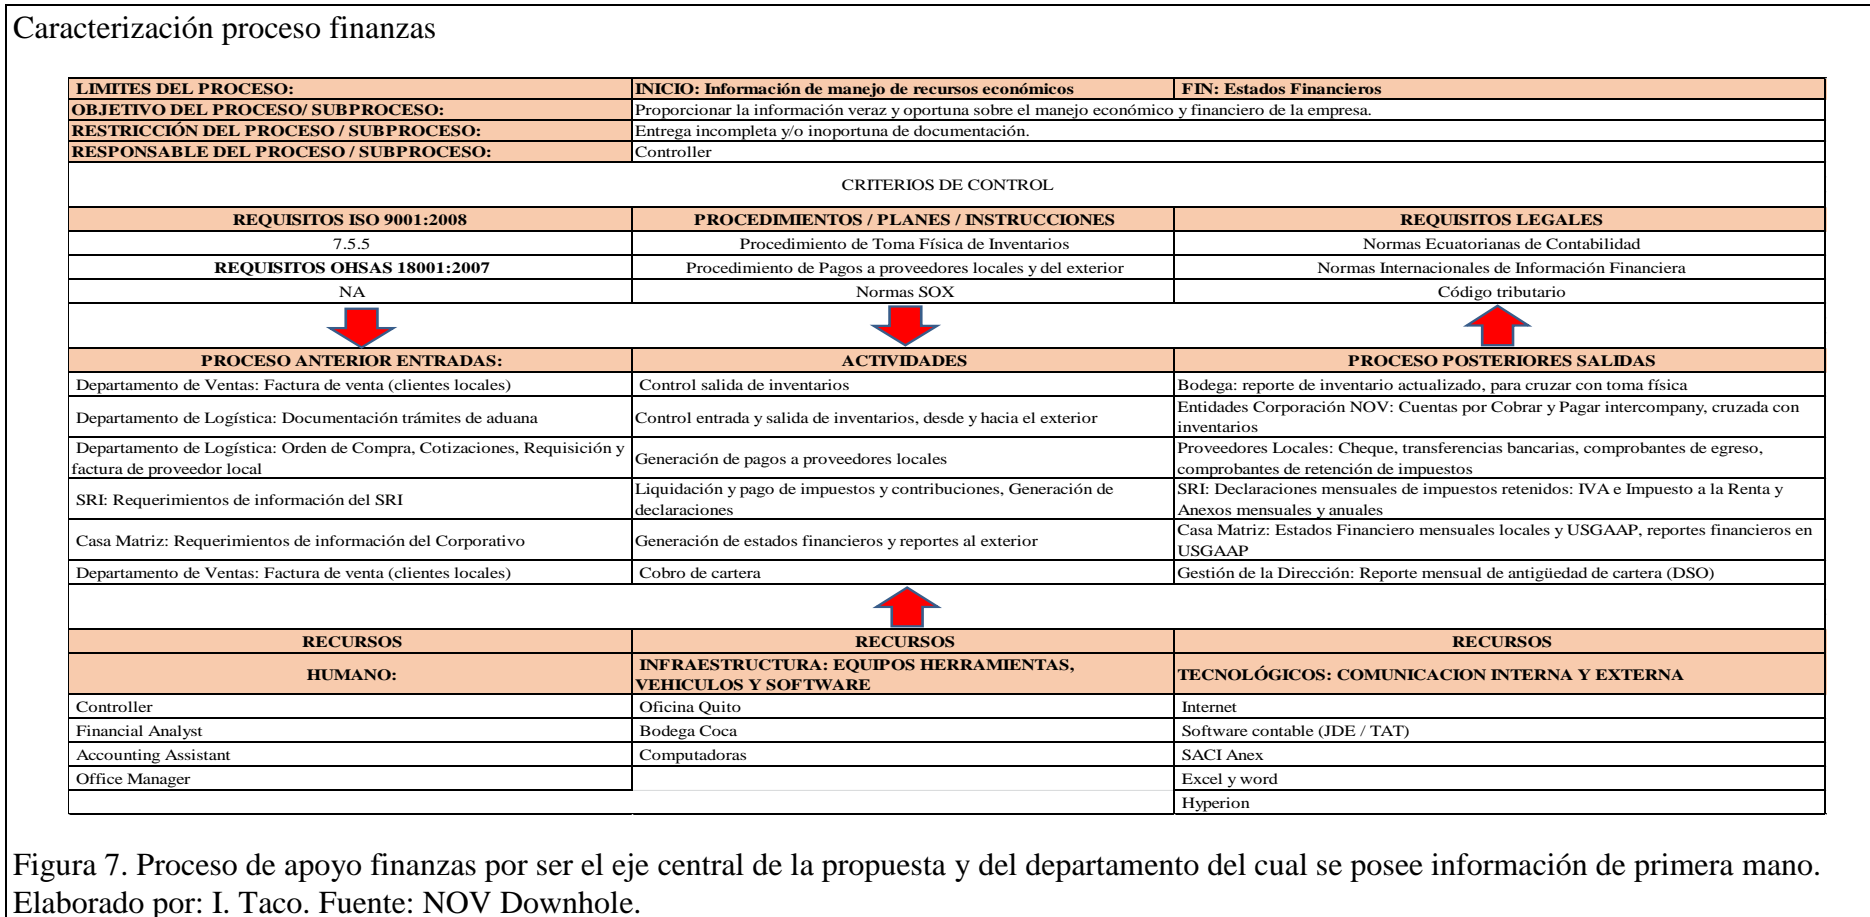 Caracterización proceso finanzas
LIMITES DEL PROCESO: INICIO: Información de manejo de recursos económicos FIN: Estados Financieros
OBJETIVO DEL PROCESO/ SUBPROCESO: Proporcionar la información veraz y oportuna sobre el manejo económico y financiero de la empresa.
RESTRICCIÓN DEL PROCESO / SUBPROCESO: Entrega incompleta y/o inoportuna de documentación.
RESPONSABLE DEL PROCESO / SUBPROCESO: Controller
CRITERIOS DE CONTROL
REQUISITOS ISO 9001:2008 PROCEDIMIENTOS / PLANES / INSTRUCCIONES REQUISITOS LEGALES
7.5.5 Procedimiento de Toma Física de Inventarios Normas Ecuatorianas de Contabilidad
REQUISITOS OHSAS 18001:2007 Procedimiento de Pagos a proveedores locales y del exterior Normas Internacionales de Información Financiera
NA Normas SOX Código tributario
PROCESO ANTERIOR ENTRADAS: ACTIVIDADES PROCESO POSTERIORES SALIDAS
Departamento de Ventas: Factura de venta (clientes locales) Control salida de inventarios Bodega: reporte de inventario actualizado, para cruzar con toma física
Departamento de Logística: Documentación trámites de aduana Control entrada y salida de inventarios, desde y hacia el exterior Entidades Corporación NOV: Cuentas por Cobrar y Pagar intercompany, cruzada con
inventarios
Departamento de Logística: Orden de Compra, Cotizaciones, Requisición y
factura de proveedor local
Generación de pagos a proveedores locales
Proveedores Locales: Cheque, transferencias bancarias, comprobantes de egreso,
comprobantes de retención de impuestos
SRI: Requerimientos de información del SRI
Liquidación y pago de impuestos y contribuciones, Generación de
declaraciones
SRI: Declaraciones mensuales de impuestos retenidos: IVA e Impuesto a la Renta y
Anexos mensuales y anuales
Casa Matriz: Requerimientos de información del Corporativo
Generación de estados financieros y reportes al exterior
Casa Matriz: Estados Financiero mensuales locales y USGAAP, reportes financieros en
USGAAP
Departamento de Ventas: Factura de venta (clientes locales) Cobro de cartera Gestión de la Dirección: Reporte mensual de antigüedad de cartera (DSO)
RECURSOS RECURSOS RECURSOS
HUMANO:
INFRAESTRUCTURA: EQUIPOS HERRAMIENTAS,
VEHICULOS Y SOFTWARE
TECNOLÓGICOS: COMUNICACION INTERNA Y EXTERNA
Controller Oficina Quito Internet
Financial Analyst Bodega Coca Software contable (JDE / TAT)
Accounting Assistant Computadoras SACI Anex
Office Manager Excel y word
Hyperion
Figura 7. Proceso de apoyo finanzas por ser el eje central de la propuesta y del departamento del cual se posee información de primera mano.
Elaborado por: I. Taco. Fuente: NOV Downhole.